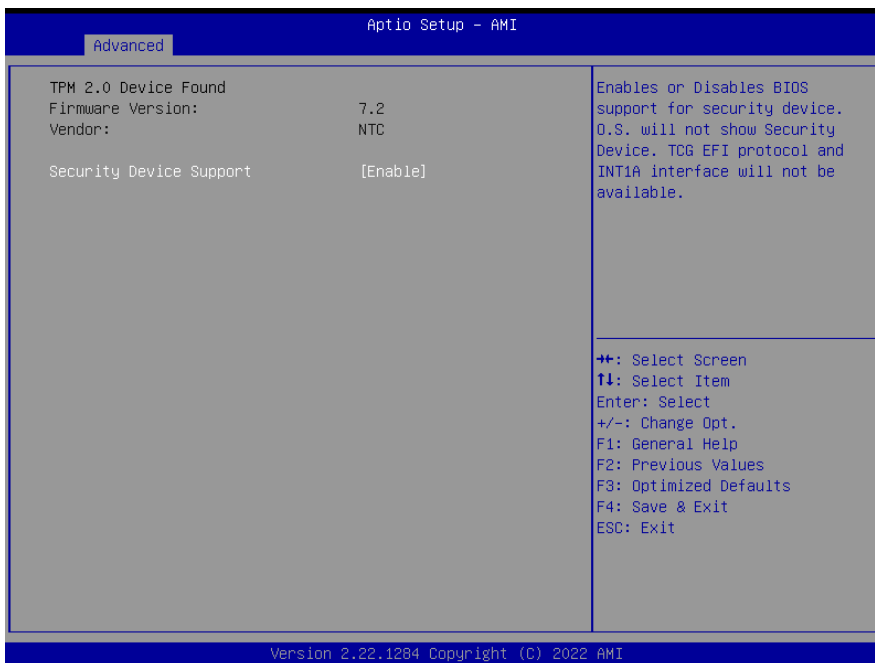 Aptio Setup - AMI
Advanced
TPM 2.0 Device Found
Firmware Version: 7.2
Vendor: NTC
Security Device Support [Enable]
Enables or Disables BIOS
support for security device.
O.S. will not show Security
Device. TCG EFI protocol and
INT1A interface will not be
available.
→←: Select Screen
↑↓: Select Item
Enter: Select
+/-: Change Opt.
F1: General Help
F2: Previous Values
F3: Optimized Defaults
F4: Save & Exit
ESC: Exit
Version 2.22.1284 Copyright (C) 2022 AMI